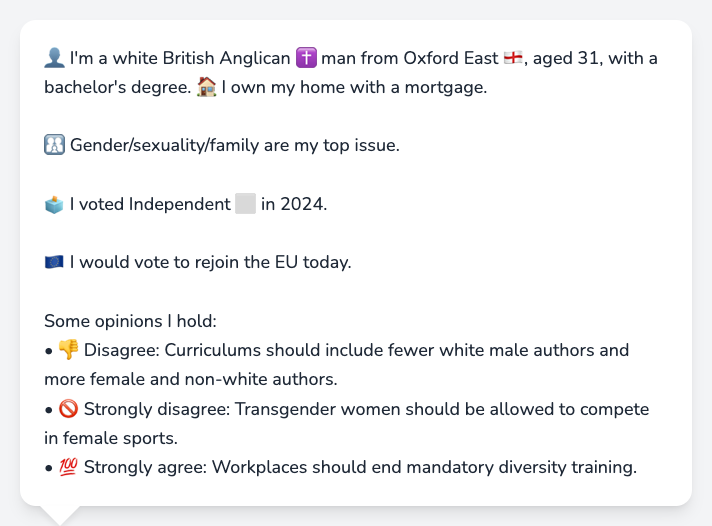 👤 I'm a white British Anglican ✝️ man from Oxford East 🏴󠁧󠁢󠁥󠁮󠁧󠁿, aged 31, with a
bachelor's degree. 🏠 I own my home with a mortgage.
🚻 Gender/sexuality/family are my top issue.
🗳️ I voted Independent ⬜ in 2024.
🇪🇺 I would vote to rejoin the EU today.
Some opinions I hold:
• 👎 Disagree: Curriculums should include fewer white male authors and
more female and non-white authors.
• 🚫 Strongly disagree: Transgender women should be allowed to compete
in female sports.
• 💯 Strongly agree: Workplaces should end mandatory diversity training.